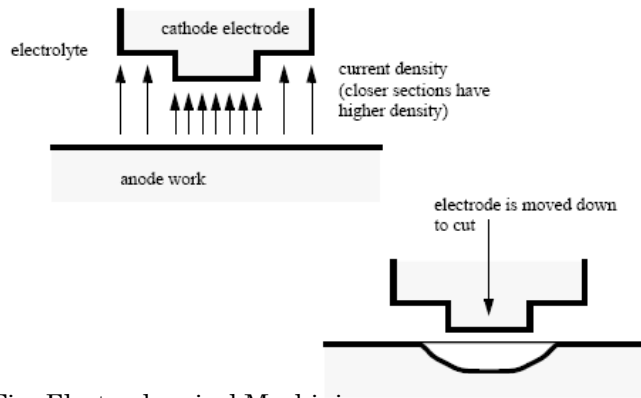 cathode electrode
electrolyte
current density
(closer sections have
higher density)
anode work
electrode is moved down
to cut